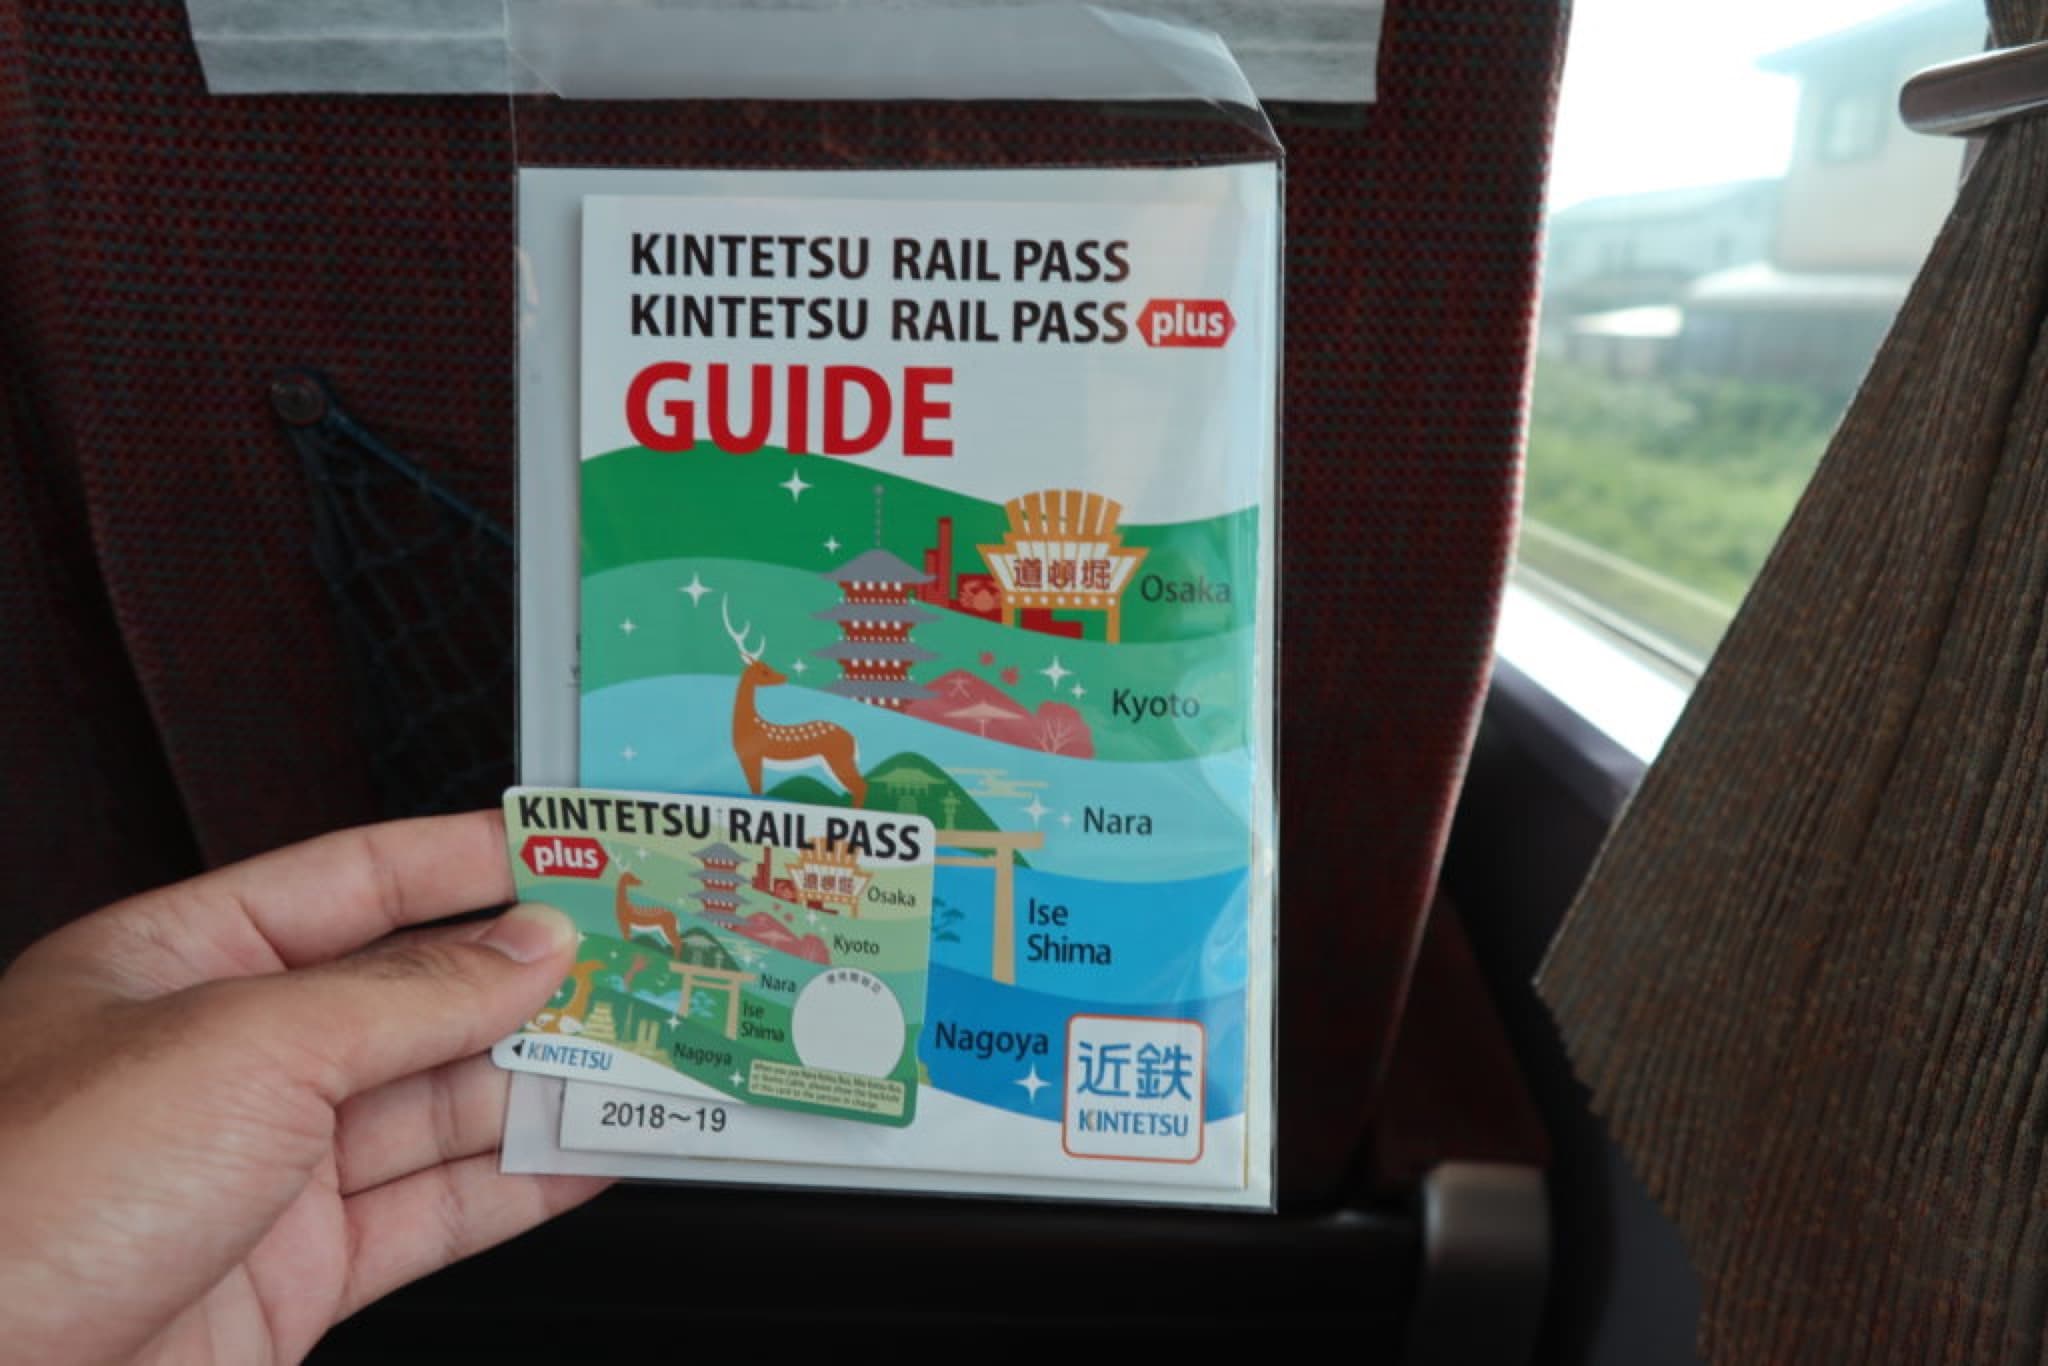 KINTETSU RAIL PASS
KINTETSU RAIL PASS plus
GUIDE
道頓堀
Osaka
大
Kyoto
Nara
Ise
Shima
Nagoya
近鉄
KINTETSU
2018～19
KINTETSU RAIL PASS
plus
道頓堀
Osaka
Kyoto
Nara
Ise
Shima
Nagoya
KINTETSU